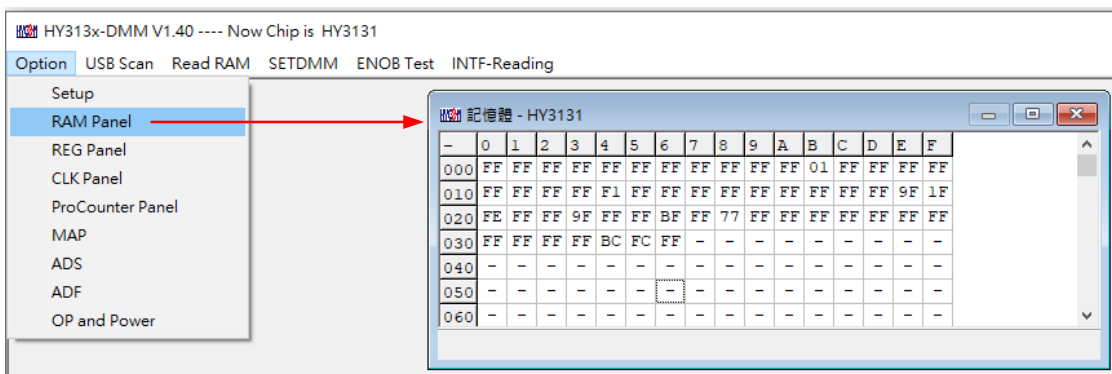 HY313x-DMM V1.40 ---- Now Chip is HY3131
Option USB Scan Read RAM SETDMM ENOB Test INTF-Reading
Setup
RAM Panel
REG Panel
CLK Panel
ProCounter Panel
MAP
ADS
ADF
OP and Power
記憶體 - HY3131
- 0 1 2 3 4 5 6 7 8 9 A B C D E F
000 FF FF FF FF FF FF FF FF FF FF FF 01 FF FF FF FF
010 FF FF FF FF F1 FF FF FF FF FF FF FF FF FF 9F 1F
020 FE FF FF 9F FF FF BF FF 77 FF FF FF FF FF FF FF
030 FF FF FF FF BC FC FF - - - - - - - - -
040 - - - - - - - - - - - - - - - -
050 - - - - - - - - - - - - - - - -
060 - - - - - - - - - - - - - - - -